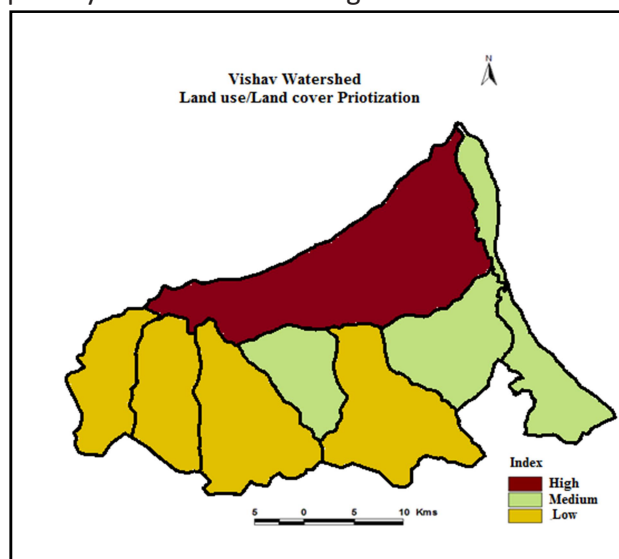 N
Vishav Watershed
Land use/Land cover Priotization
Index
High
Medium
Low
5 0 5 10 Kms